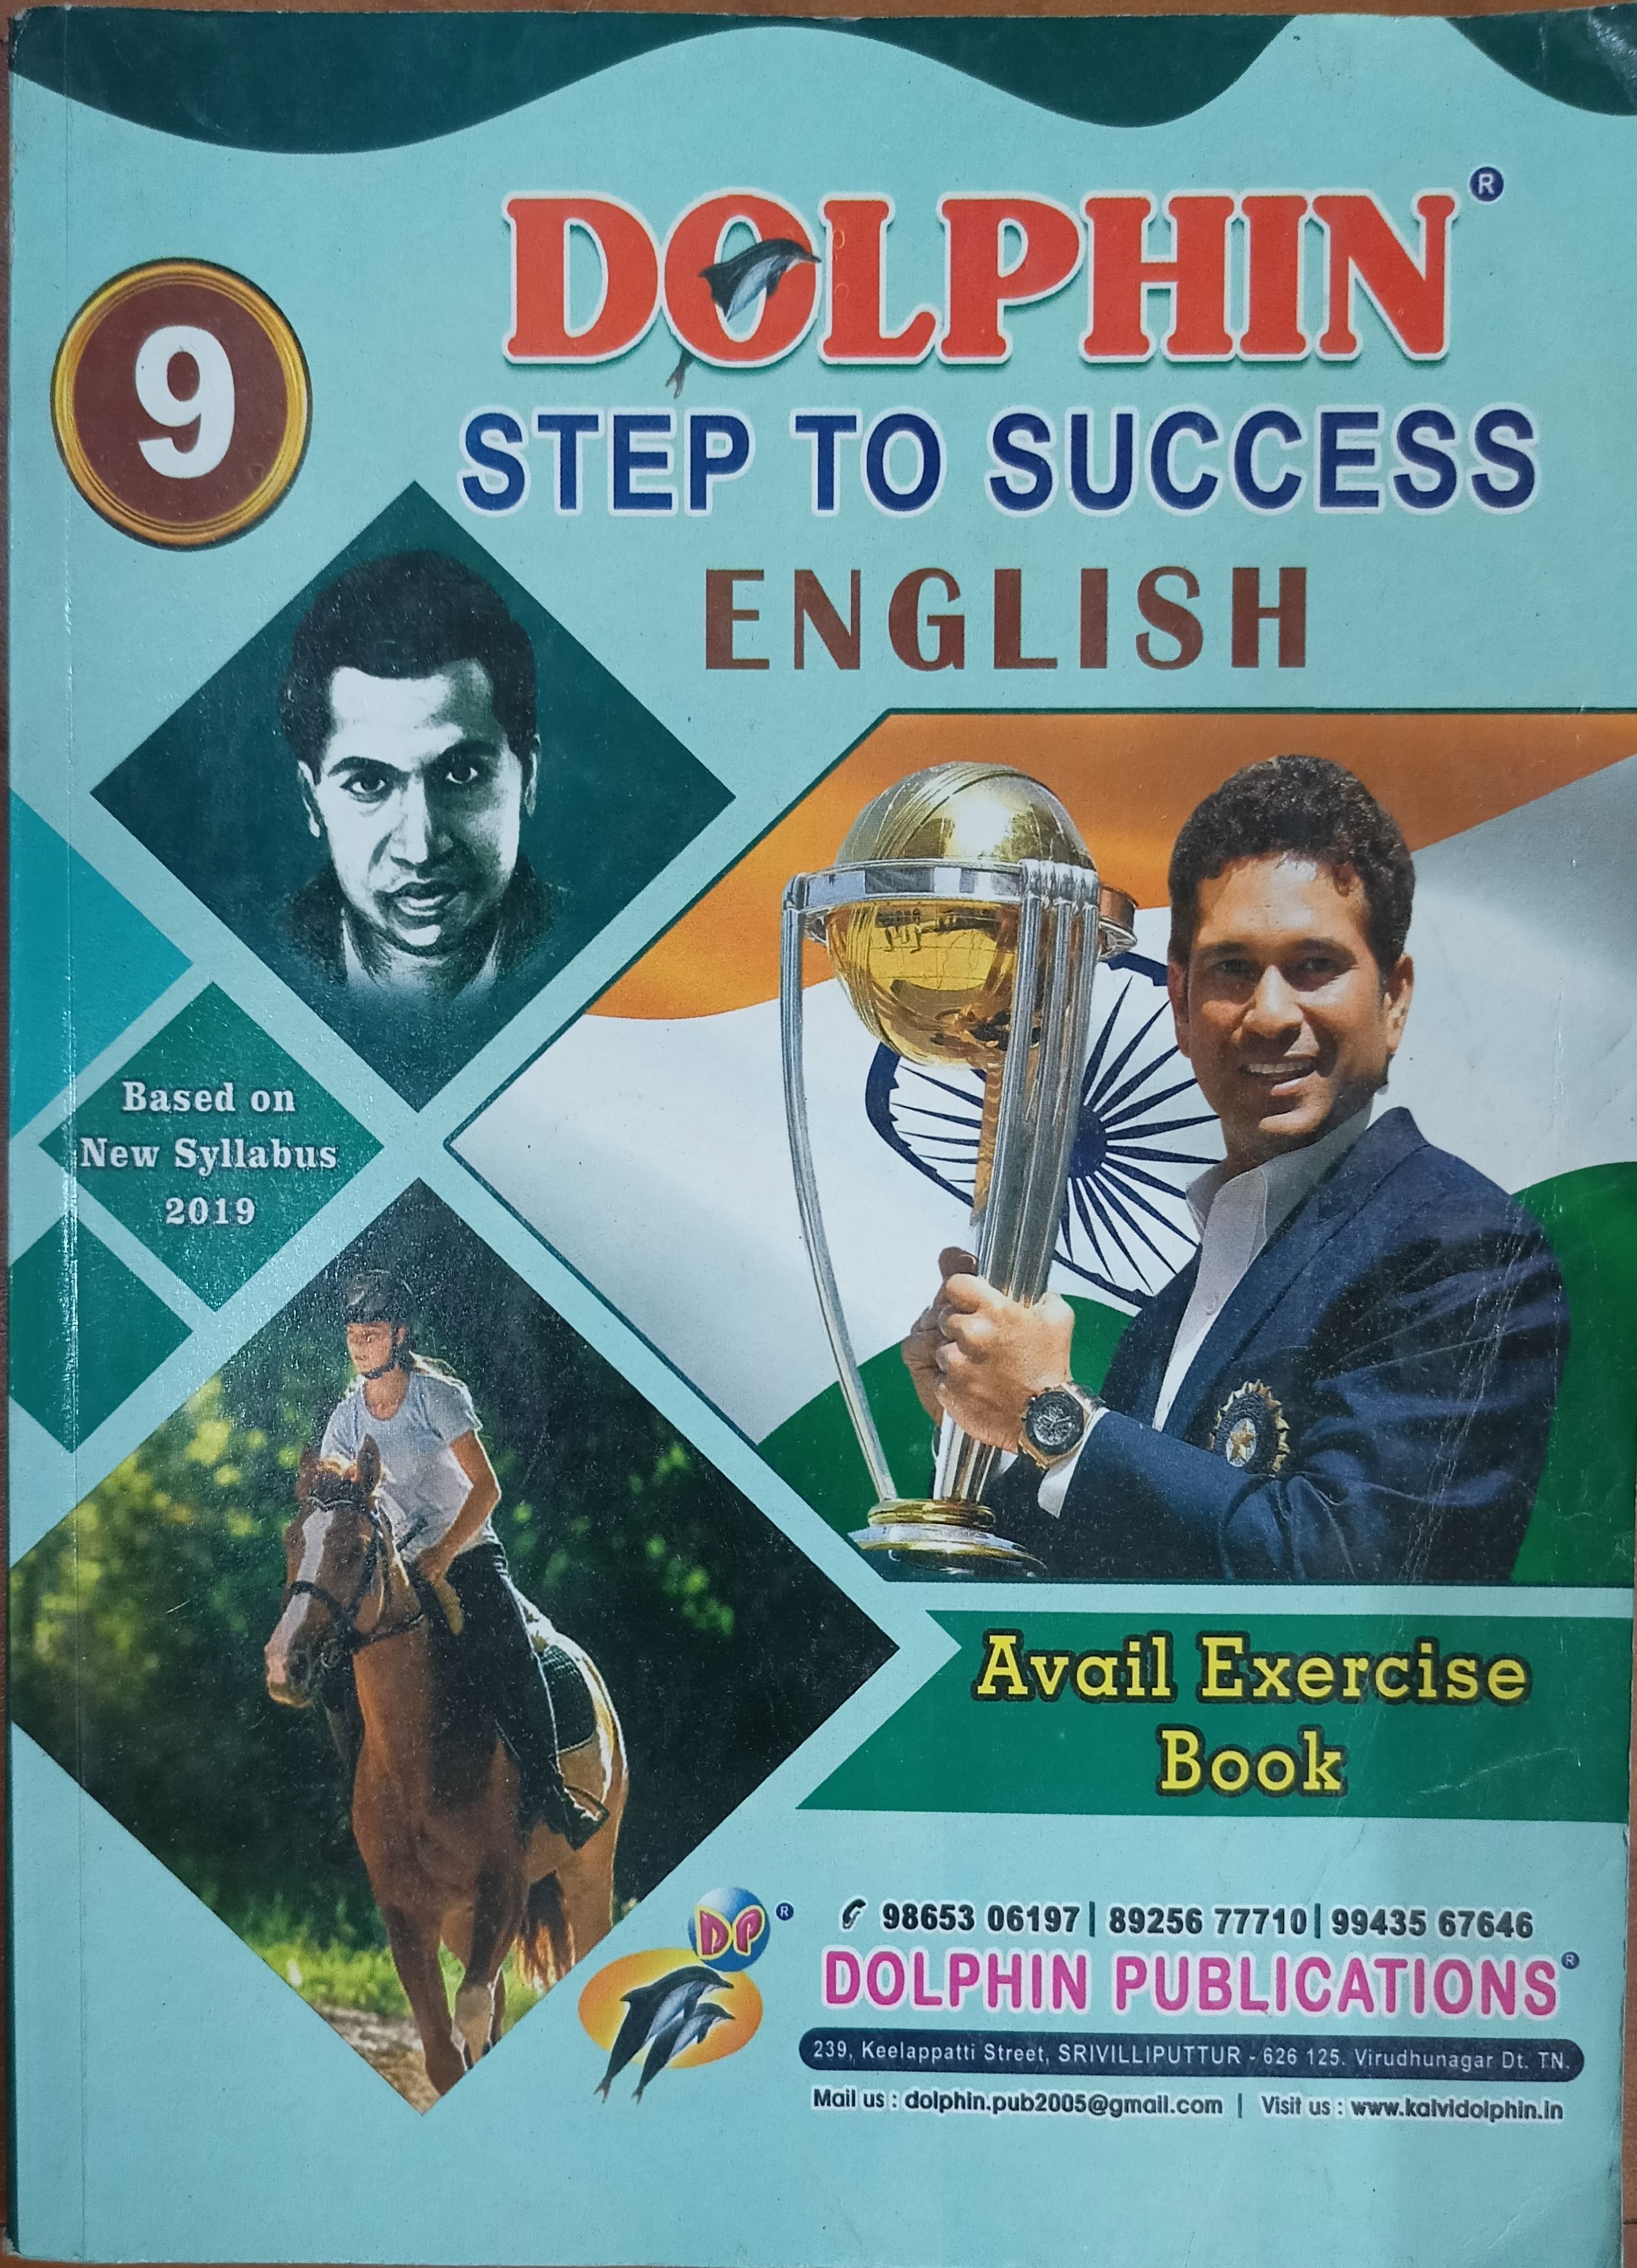 DOLPHIN ®
9
STEP TO SUCCESS
ENGLISH
Based on
New Syllabus
2019
Avail Exercise
Book
DP ®
98653 06197 | 89256 77710 | 99435 67646
DOLPHIN PUBLICATIONS ®
239, Keelappatti Street, SRIVILLIPUTTUR - 626 125. Virudhunagar Dt. TN.
Mail us : dolphin.pub2005@gmail.com | Visit us : www.kalvidolphin.in